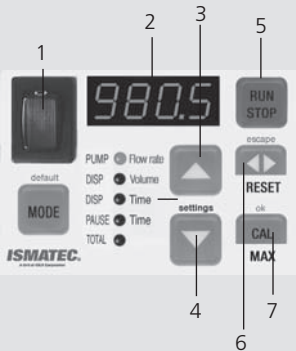 3
2
5
1
980.5
RUN
STOP
PUMP Flow rate
escape
DISP Volume
default
DISP Time
RESET
MODE
settings
ok
PAUSE Time
CAL
TOTAL
MAX
ISMATEC®
4
7
6